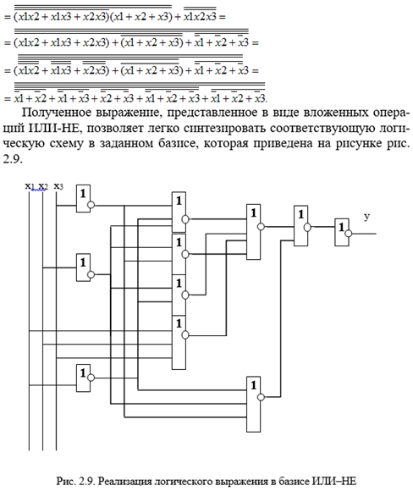 = (x1x2 + x1x3 + x2x3)(x1 + x2 + x3) + x1x2x3 =
= (x1x2 + x1x3 + x2x3) + (x1 + x2 + x3) + x1 + x2 + x3 =
= (x1x2 + x1x3 + x2x3) + (x1 + x2 + x3) + x1 + x2 + x3 =
= x1 + x2 + x1 + x3 + x2 + x3 + x1 + x2 + x3 + x1 + x2 + x3.
Полученное выражение, представленное в виде вложенных опера-
ций ИЛИ-НЕ, позволяет легко синтезировать соответствующую логи-
ческую схему в заданном базисе, которая приведена на рисунке рис.
2.9.
x1 x2 x3
1
1
1
1
1
y
1
1
1
1
1
1
Рис. 2.9. Реализация логического выражения в базисе ИЛИ–НЕ